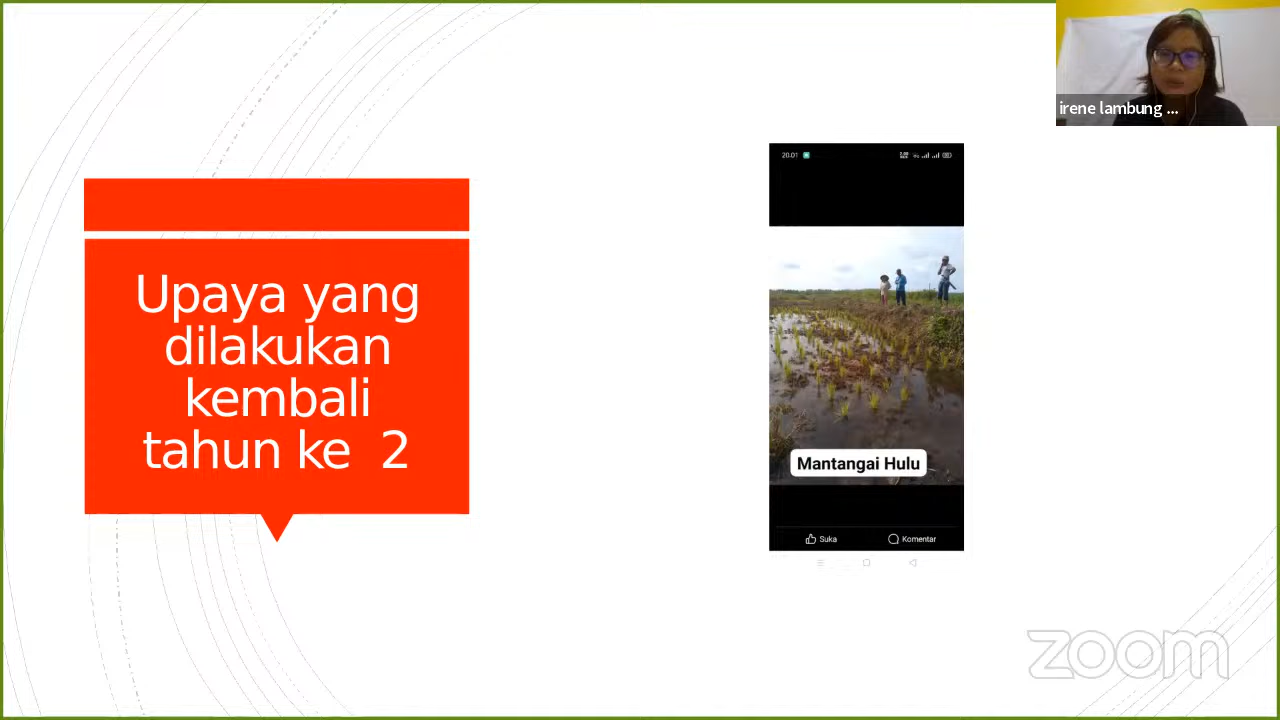 irene lambung ...
20.01
Upaya yang
dilakukan
kembali
tahun ke 2
Mantangai Hulu
Suka
Komentar
zoom